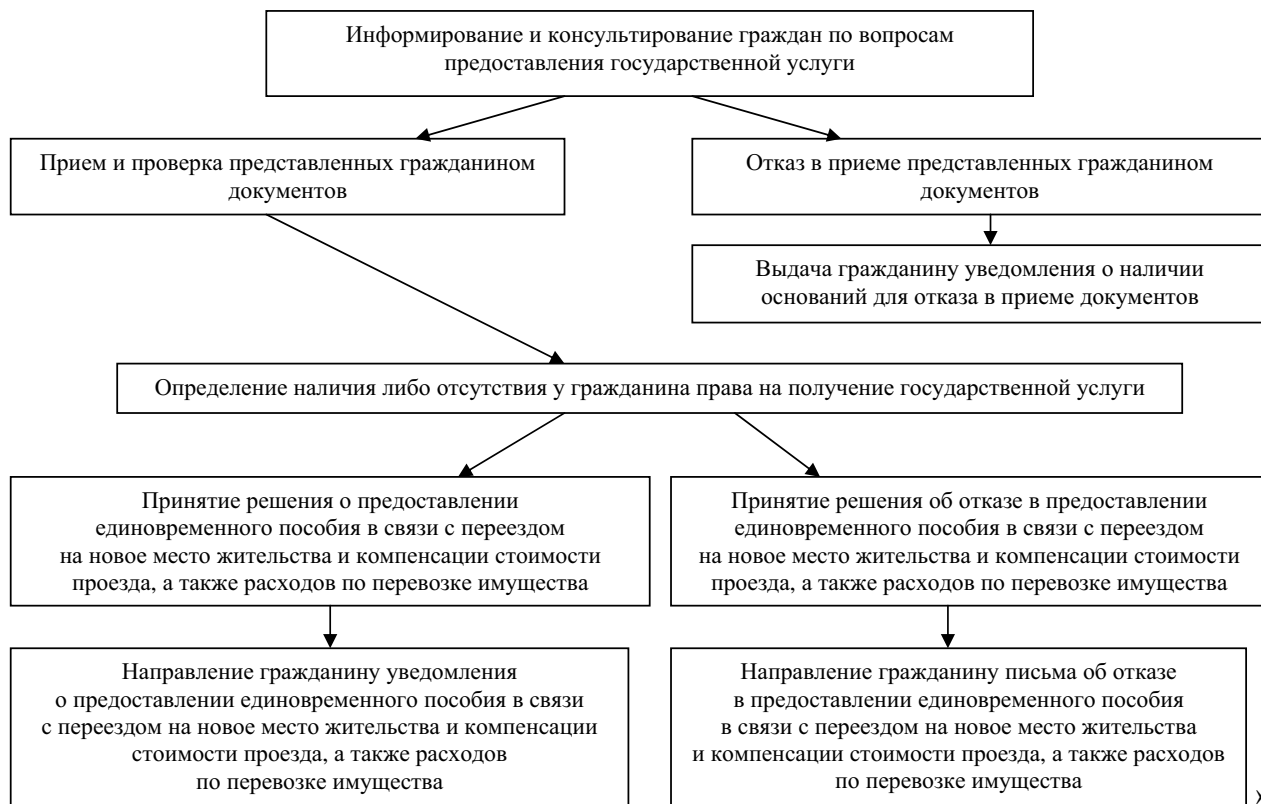 Информирование и консультирование граждан по вопросам
предоставления государственной услуги
Прием и проверка представленных гражданином
документов
Отказ в приеме представленных гражданином
документов
Выдача гражданину уведомления о наличии
оснований для отказа в приеме документов
Определение наличия либо отсутствия у гражданина права на получение государственной услуги
Принятие решения о предоставлении
единовременного пособия в связи с переездом
на новое место жительства и компенсации стоимости
проезда, а также расходов по перевозке имущества
Принятие решения об отказе в предоставлении
единовременного пособия в связи с переездом
на новое место жительства и компенсации стоимости
проезда, а также расходов по перевозке имущества
Направление гражданину уведомления
о предоставлении единовременного пособия в связи
с переездом на новое место жительства и компенсации
стоимости проезда, а также расходов
по перевозке имущества
Направление гражданину письма об отказе
в предоставлении единовременного пособия
в связи с переездом на новое место жительства
и компенсации стоимости проезда, а также расходов
по перевозке имущества